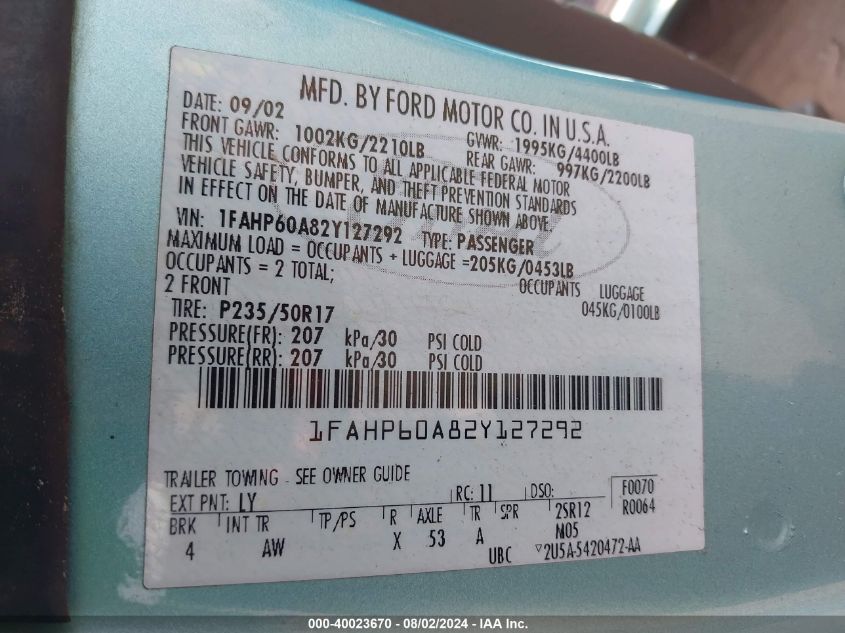 MFD. BY FORD MOTOR CO. IN U.S.A.
DATE: 09/02 GVWR: 1995KG/4400LB
FRONT GAWR: 1002KG/2210LB REAR GAWR: 997KG/2200LB
THIS VEHICLE CONFORMS TO ALL APPLICABLE FEDERAL MOTOR
VEHICLE SAFETY, BUMPER, AND THEFT PREVENTION STANDARDS
IN EFFECT ON THE DATE OF MANUFACTURE SHOWN ABOVE
VIN: 1FAHP60A82Y127292 TYPE: PASSENGER
MAXIMUM LOAD = OCCUPANTS + LUGGAGE =205KG/0453LB
OCCUPANTS = 2 TOTAL; OCCUPANTS LUGGAGE
2 FRONT 045KG/0100LB
TIRE: P235/50R17
PRESSURE(FR): 207 kPa/30 PSI COLD
PRESSURE(RR): 207 kPa/30 PSI COLD
1FAHP60A82Y127292
TRAILER TOWING - SEE OWNER GUIDE
EXT PNT: LY RC: 11 DSO: F0070
BRK INT TR TP/PS R AXLE TR SPR 2SR12 R0064
4 AW X 53 A M05
UBC 2U5A-5420472-AA
000-40023670 - 08/02/2024 - IAA Inc.